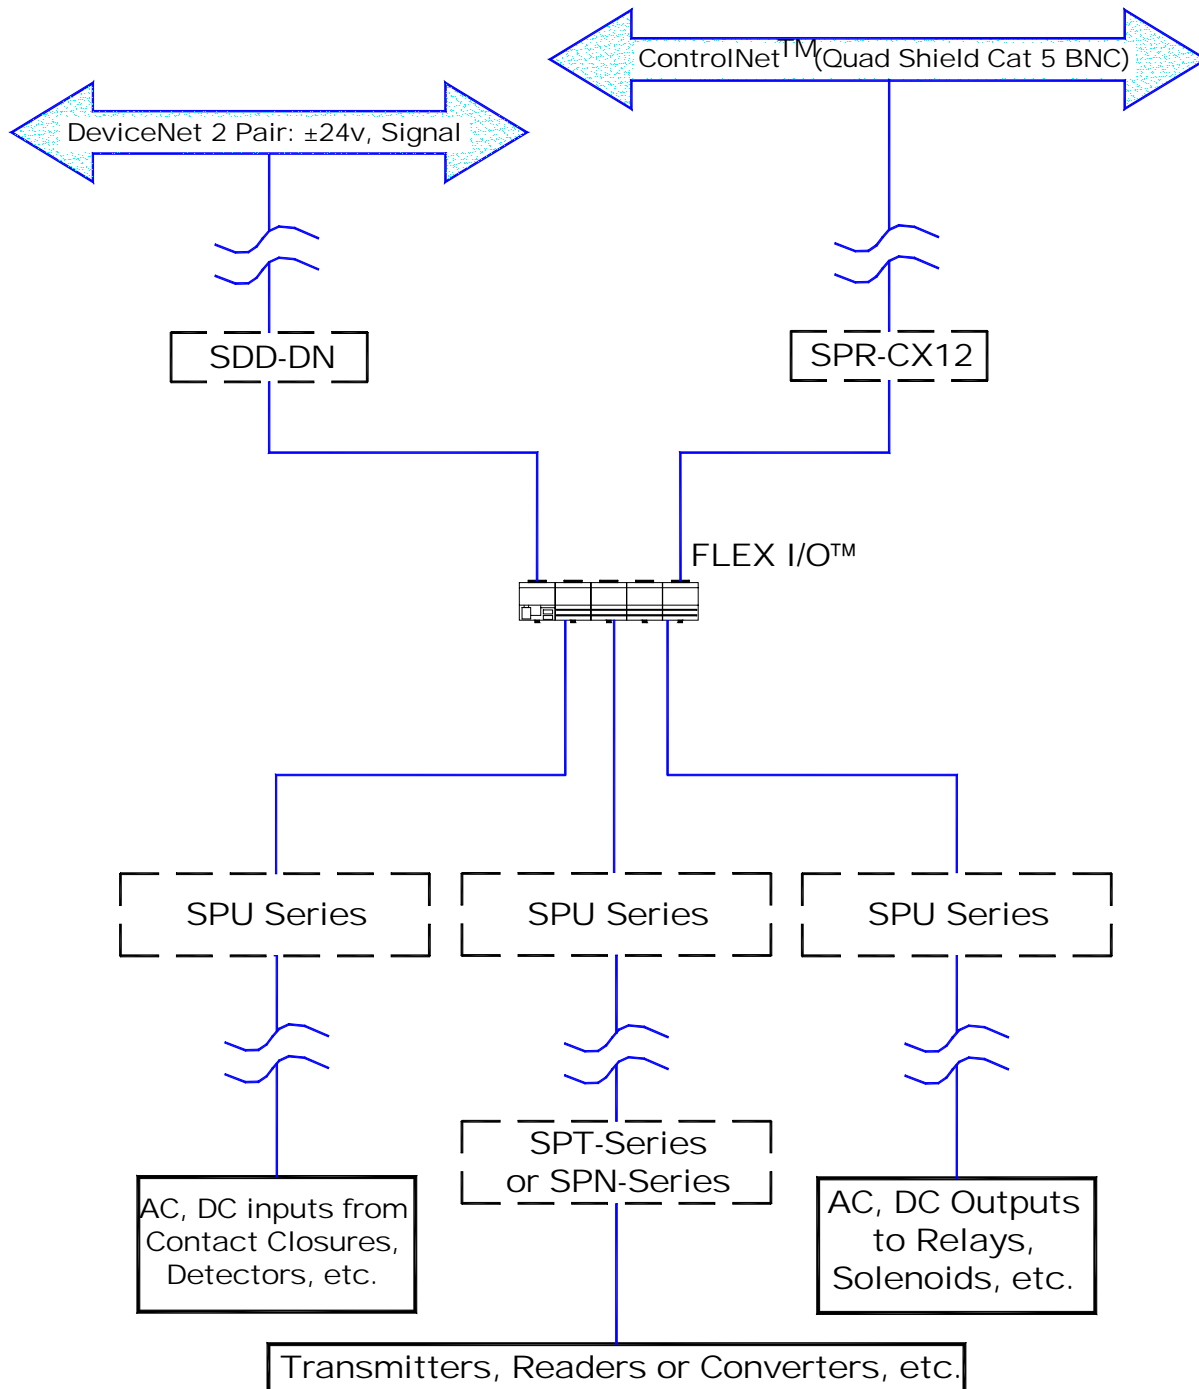 ControlNet™(Quad Shield Cat 5 BNC)
DeviceNet 2 Pair: ±24v, Signal
SDD-DN
SPR-CX12
FLEX I/O™
SPU Series
SPU Series
SPU Series
SPT-Series
or SPN-Series
AC, DC inputs from
Contact Closures,
Detectors, etc.
AC, DC Outputs
to Relays,
Solenoids, etc.
Transmitters, Readers or Converters, etc.